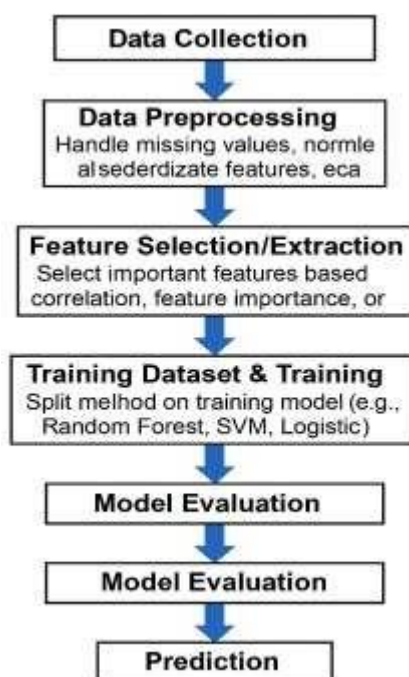 Data Collection
Data Preprocessing
Handle missing values, normle
alsederdizate features, eca
Feature Selection/Extraction
Select important features based
correlation, feature importance, or
Training Dataset & Training
Split melhod on training model (e.g.,
Random Forest, SVM, Logistic)
Model Evaluation
Model Evaluation
Prediction